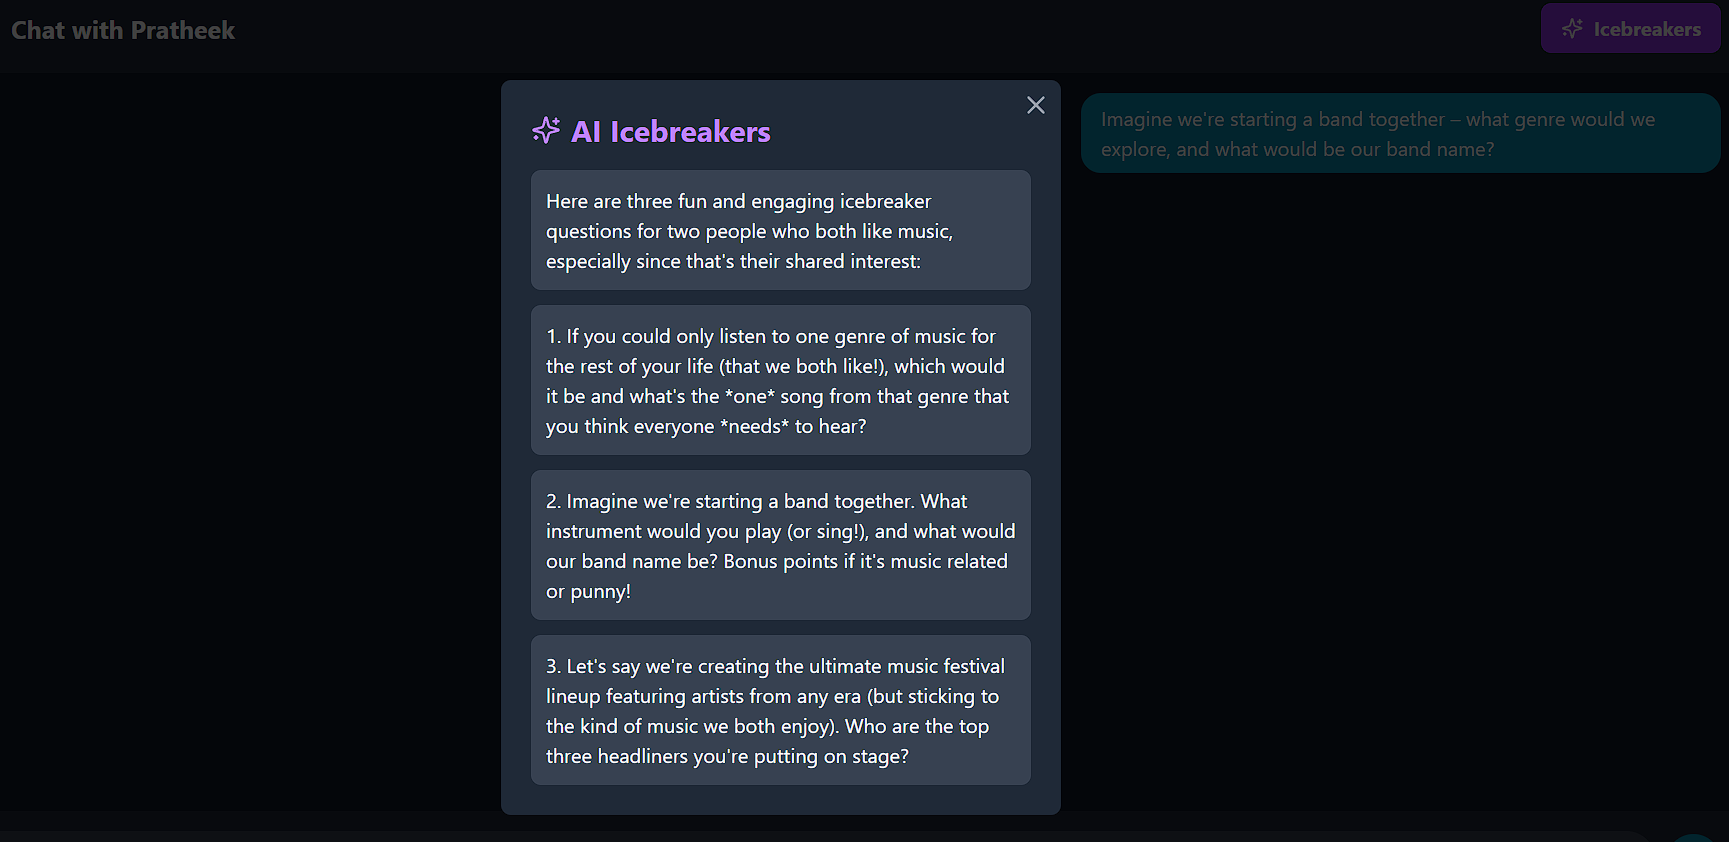 Chat with Pratheek
Icebreakers
AI Icebreakers
Here are three fun and engaging icebreaker
questions for two people who both like music,
especially since that's their shared interest:
1. If you could only listen to one genre of music for
the rest of your life (that we both like!), which would
it be and what's the *one* song from that genre that
you think everyone *needs* to hear?
2. Imagine we're starting a band together. What
instrument would you play (or sing!), and what would
our band name be? Bonus points if it's music related
or punny!
3. Let's say we're creating the ultimate music festival
lineup featuring artists from any era (but sticking to
the kind of music we both enjoy). Who are the top
three headliners you're putting on stage?
Imagine we're starting a band together – what genre would we
explore, and what would be our band name?